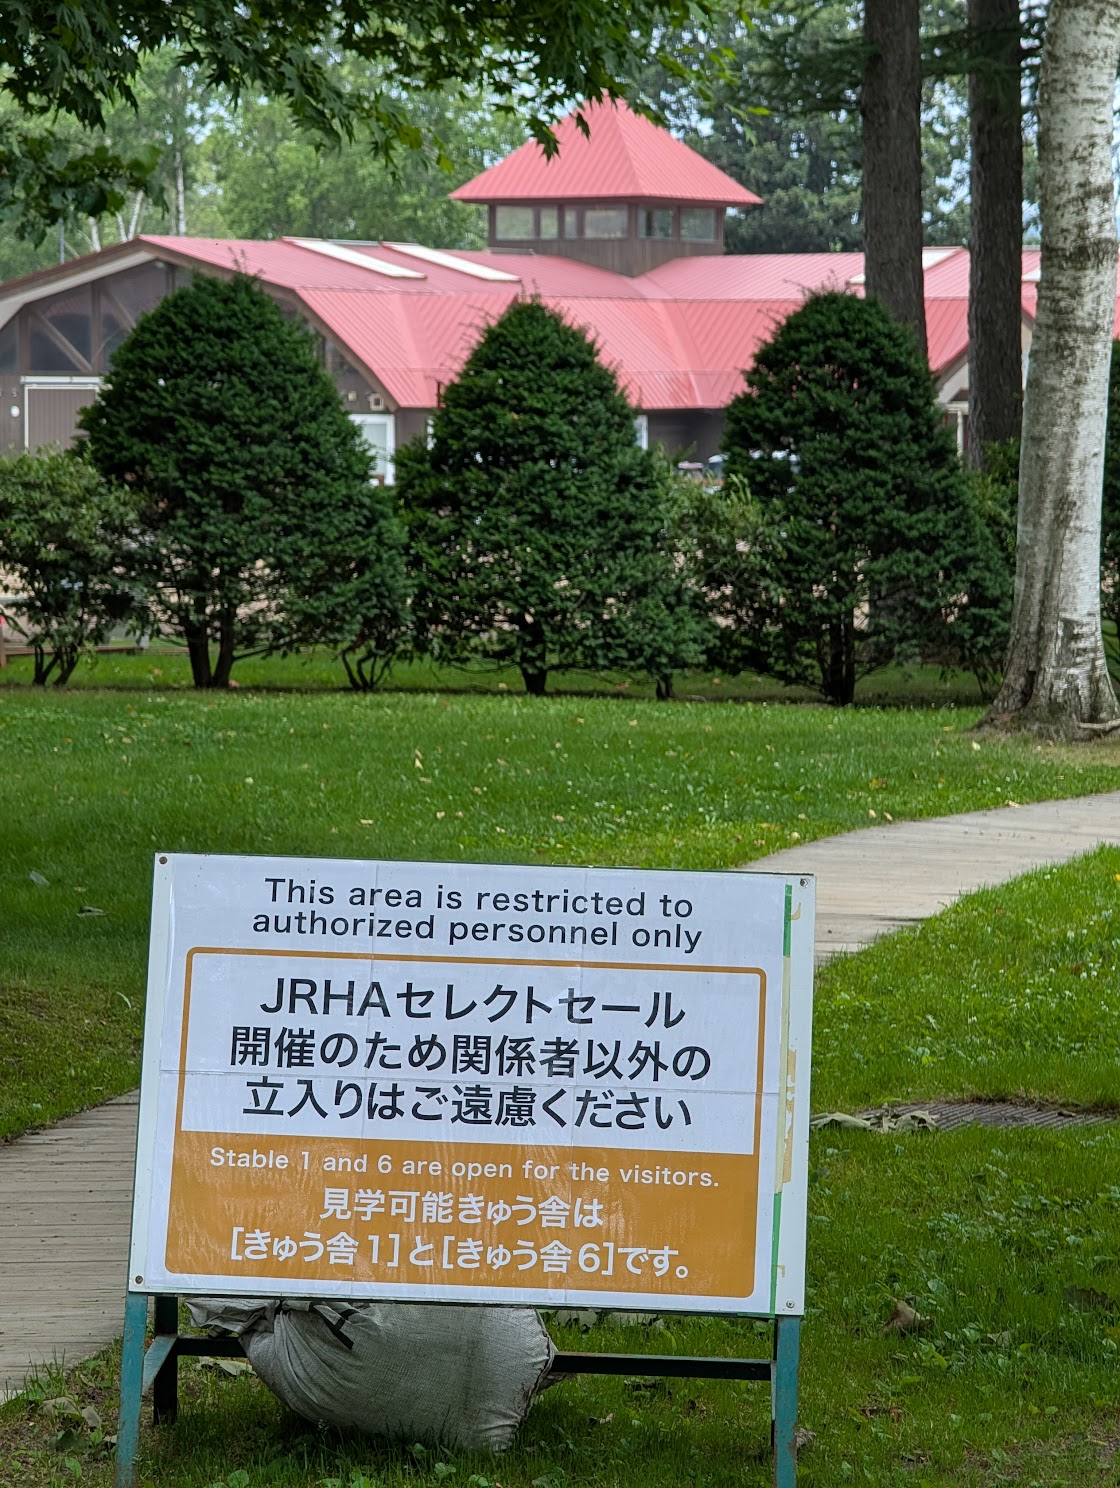 This area is restricted to
authorized personnel only
JRHAセレクトセール
開催のため関係者以外の
立入りはご遠慮ください
Stable 1 and 6 are open for the visitors.
見学可能きゅう舎は
[きゅう舎1]と[きゅう舎6]です。